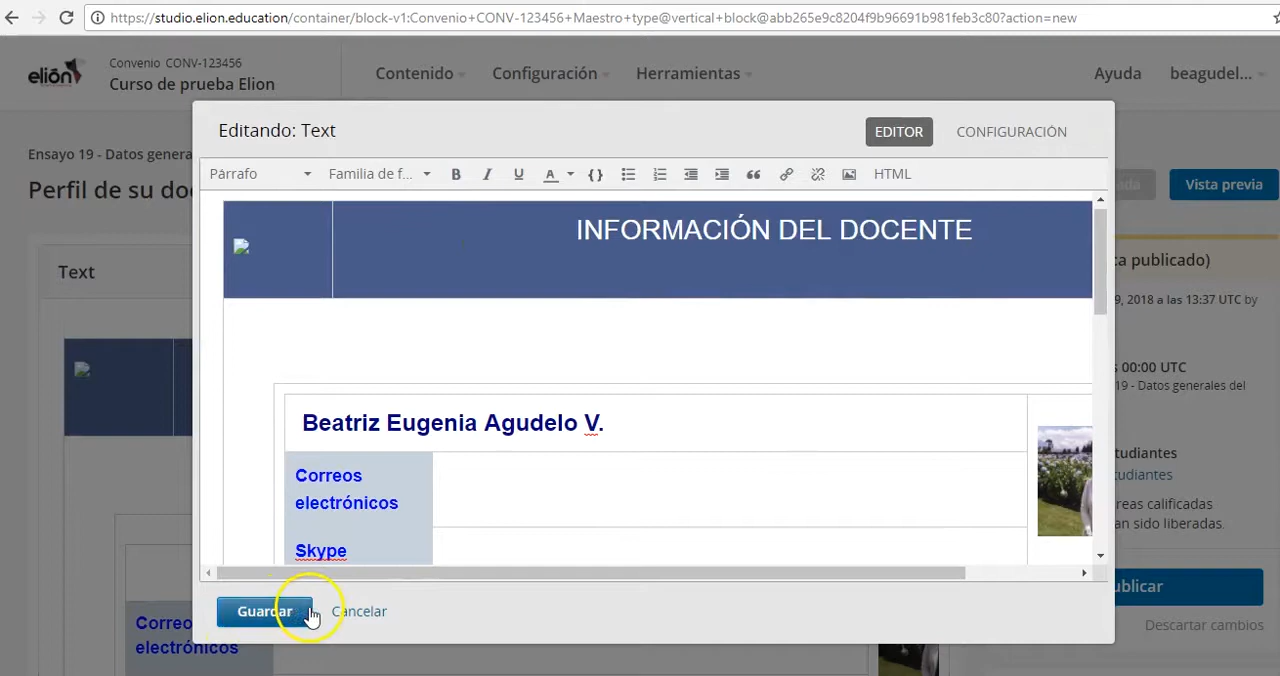 https://studio.elion.education/container/block-v1:Convenio+CONV-123456+Maestro+type@vertical+block@abb265e9c8204f9b96691b981feb3c80?action=new
elión
Convenio CONV-123456
Curso de prueba Elion
Contenido
Configuración
Herramientas
Ayuda
beagudel...
Editando: Text
EDITOR
CONFIGURACIÓN
Ensayo 19 - Datos genera
Perfil de su do
Párrafo
Familia de f...
B I U A {} HTML
Vista previa
Text
INFORMACIÓN DEL DOCENTE
ta publicado)
9, 2018 a las 13:37 UTC by
s 00:00 UTC
19 - Datos generales del
Beatriz Eugenia Agudelo V.
Correos
electrónicos
Skype
tudiantes
tudiantes
reas calificadas
an sido liberadas.
ublicar
Descartar cambios
Guardar
Cancelar
Correo
electrónicos